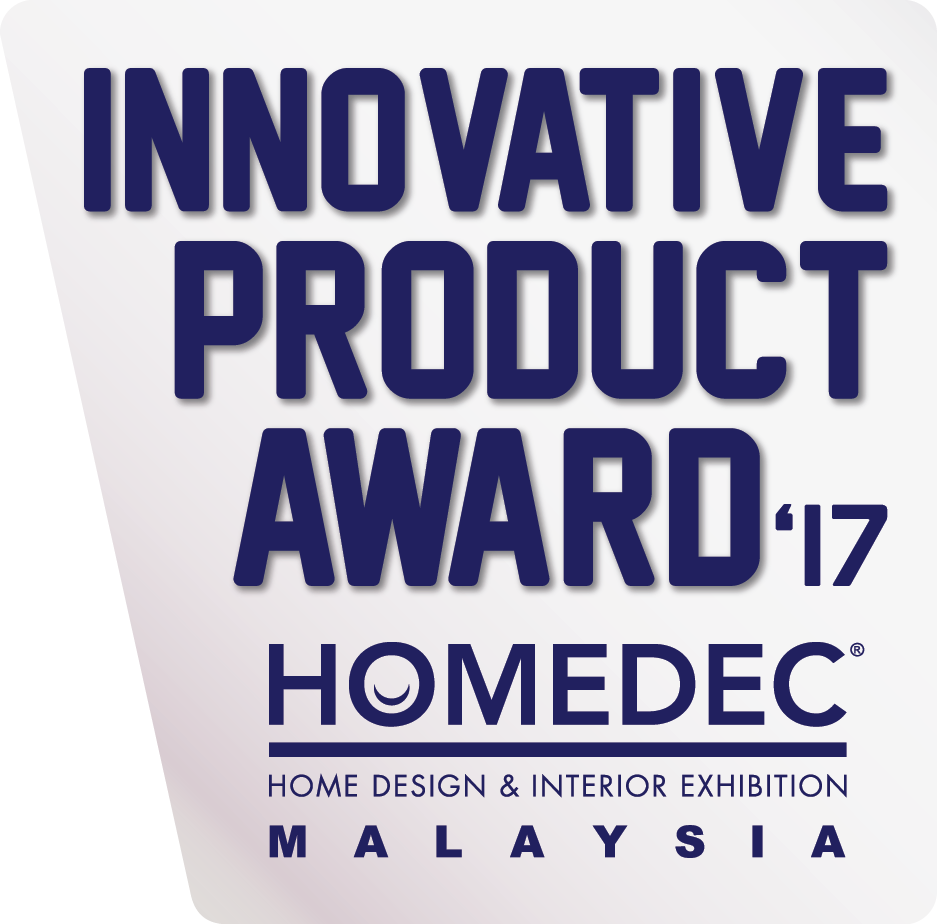 INNOVATIVE
PRODUCT
AWARD ‘17
HOMEDEC®
HOME DESIGN & INTERIOR EXHIBITION
MALAYSIA